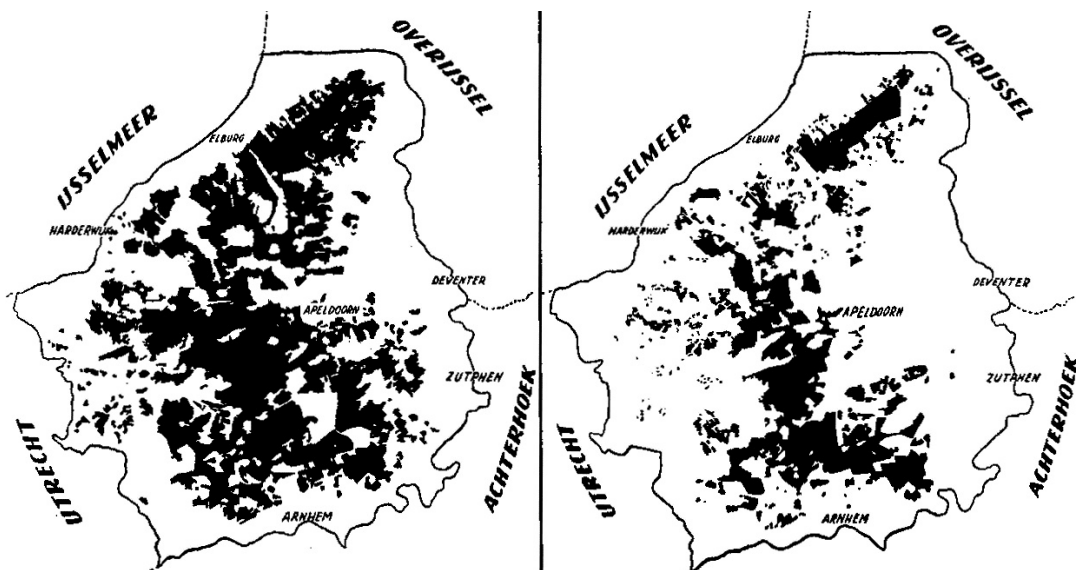 OVERIJSSEL
IJSSELMEER
ELBURG
HARDERWIJK
DEVENTER
APELDOORN
ZUTPHEN
UTRECHT
ACHTERHOEK
ARNHEM
OVERIJSSEL
IJSSELMEER
ELBURG
HARDERWIJK
DEVENTER
APELDOORN
ZUTPHEN
UTRECHT
ACHTERHOEK
ARNHEM